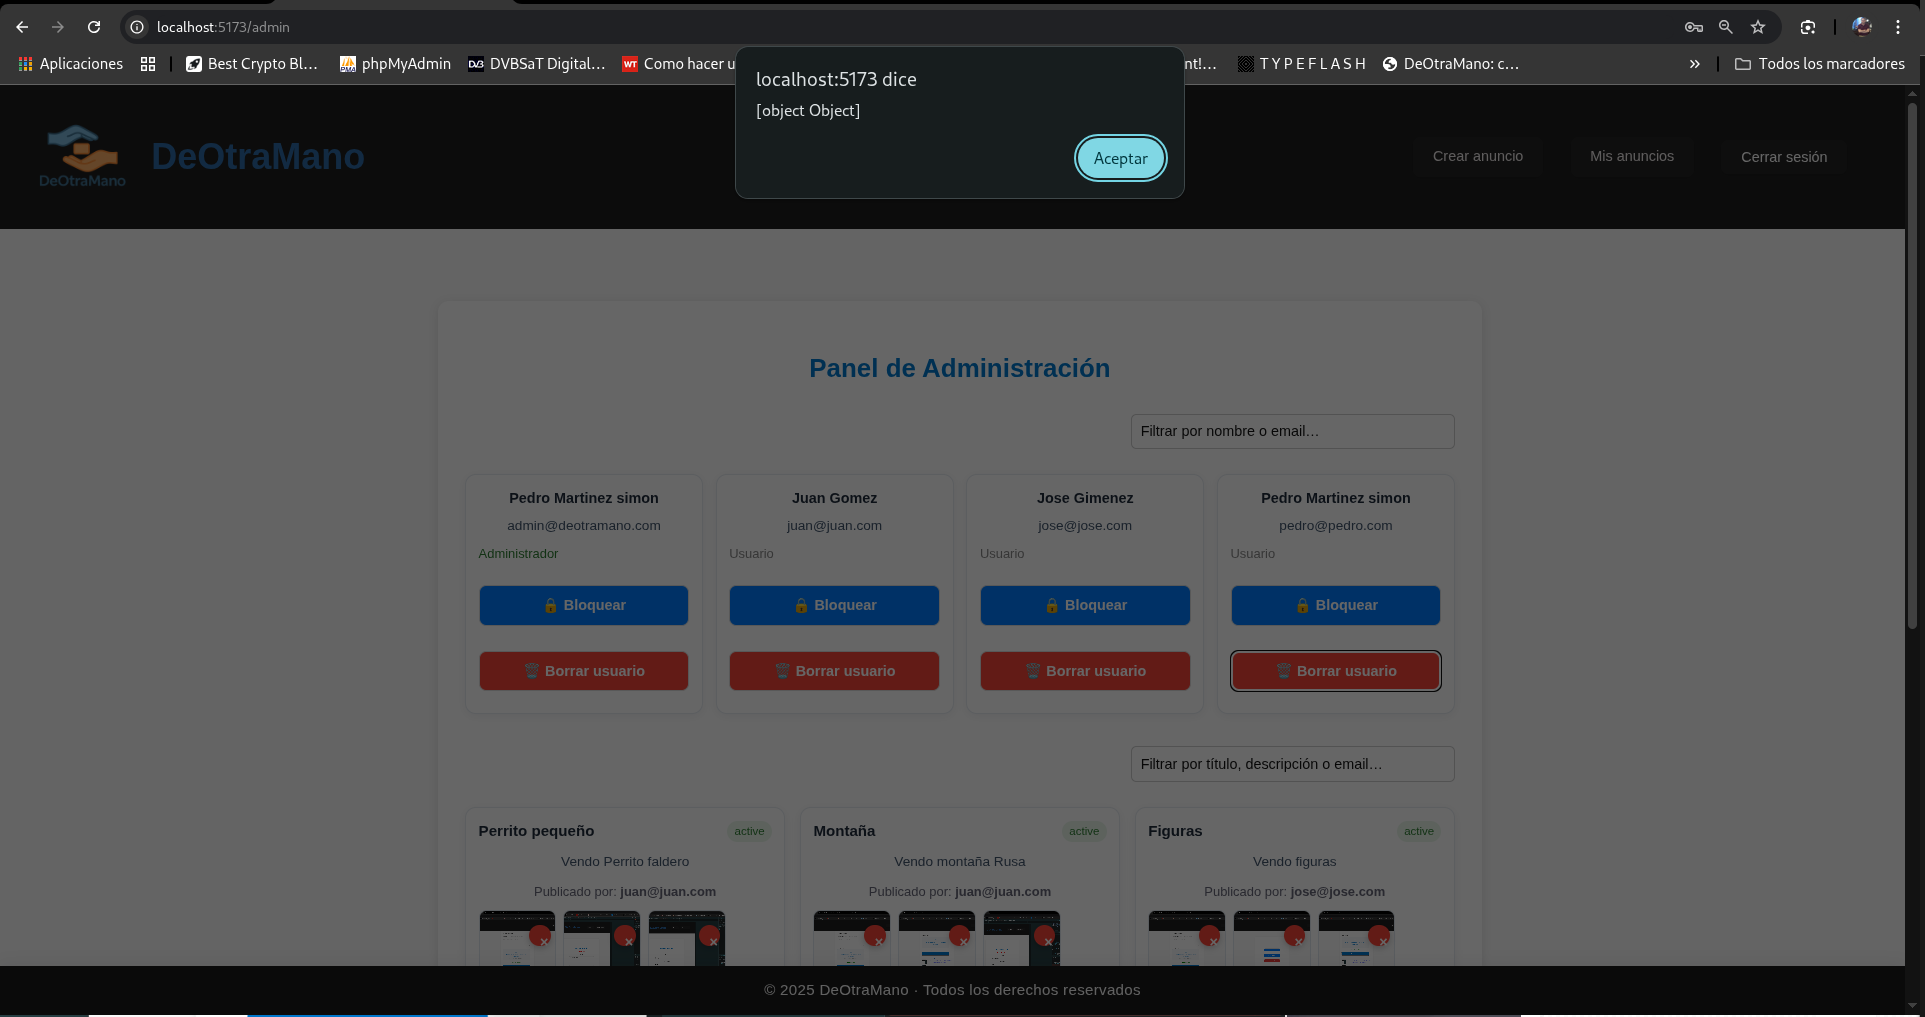 localhost:5173/admin
Aplicaciones
Best Crypto Bl...
phpMyAdmin
DVBSaT Digital...
Como hacer u
nt!...
T Y P E F L A S H
DeOtraMano: c...
»
Todos los marcadores
localhost:5173 dice
[object Object]
Aceptar
DeOtraMano
DeOtraMano
Crear anuncio
Mis anuncios
Cerrar sesión
Panel de Administración
Filtrar por nombre o email...
Pedro Martinez simon
admin@deotramano.com
Administrador
Bloquear
Borrar usuario
Juan Gomez
juan@juan.com
Usuario
Bloquear
Borrar usuario
Jose Gimenez
jose@jose.com
Usuario
Bloquear
Borrar usuario
Pedro Martinez simon
pedro@pedro.com
Usuario
Bloquear
Borrar usuario
Filtrar por título, descripción o email...
Perrito pequeño
active
Vendo Perrito faldero
Publicado por: juan@juan.com
Montaña
active
Vendo montaña Rusa
Publicado por: juan@juan.com
Figuras
active
Vendo figuras
Publicado por: jose@jose.com
© 2025 DeOtraMano · Todos los derechos reservados